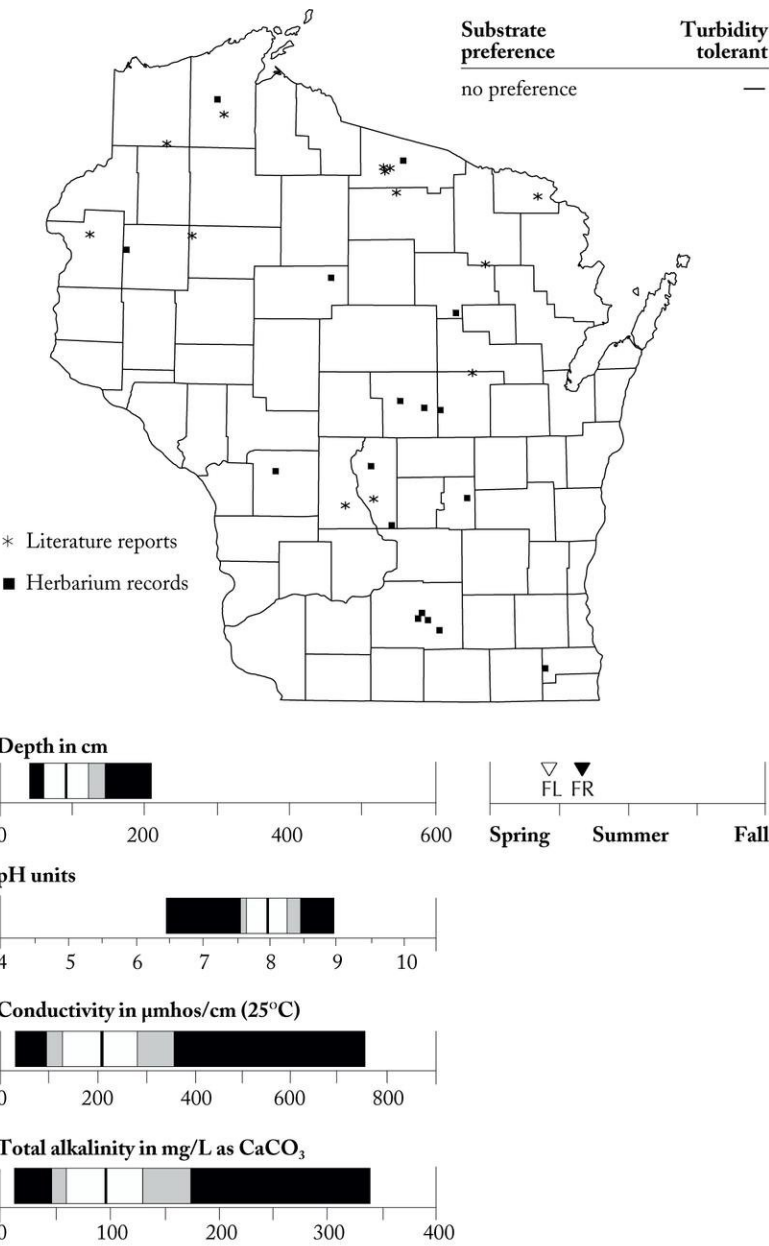 Substrate preference
Turbidity tolerant
no preference
—
* Literature reports
■ Herbarium records
Depth in cm
0 200 400 600
FL FR
Spring Summer Fall
pH units
4 5 6 7 8 9 10
Conductivity in µmhos/cm (25°C)
0 200 400 600 800
Total alkalinity in mg/L as CaCO₃
0 100 200 300 400